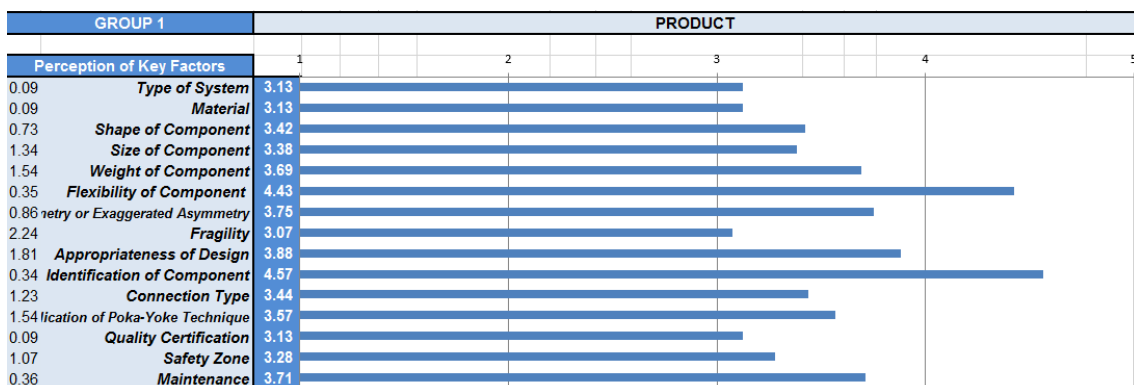 GROUP 1 PRODUCT
Perception of Key Factors 1 2 3 4 5
0.09 Type of System 3.13
0.09 Material 3.13
0.73 Shape of Component 3.42
1.34 Size of Component 3.38
1.54 Weight of Component 3.69
0.35 Flexibility of Component 4.43
0.86 or Exaggerated Asymmetry 3.75
2.24 Fragility 3.07
1.81 Appropriateness of Design 3.88
0.34 Identification of Component 4.57
1.23 Connection Type 3.44
1.54 of Poka-Yoke Technique 3.57
0.09 Quality Certification 3.13
1.07 Safety Zone 3.28
0.36 Maintenance 3.71